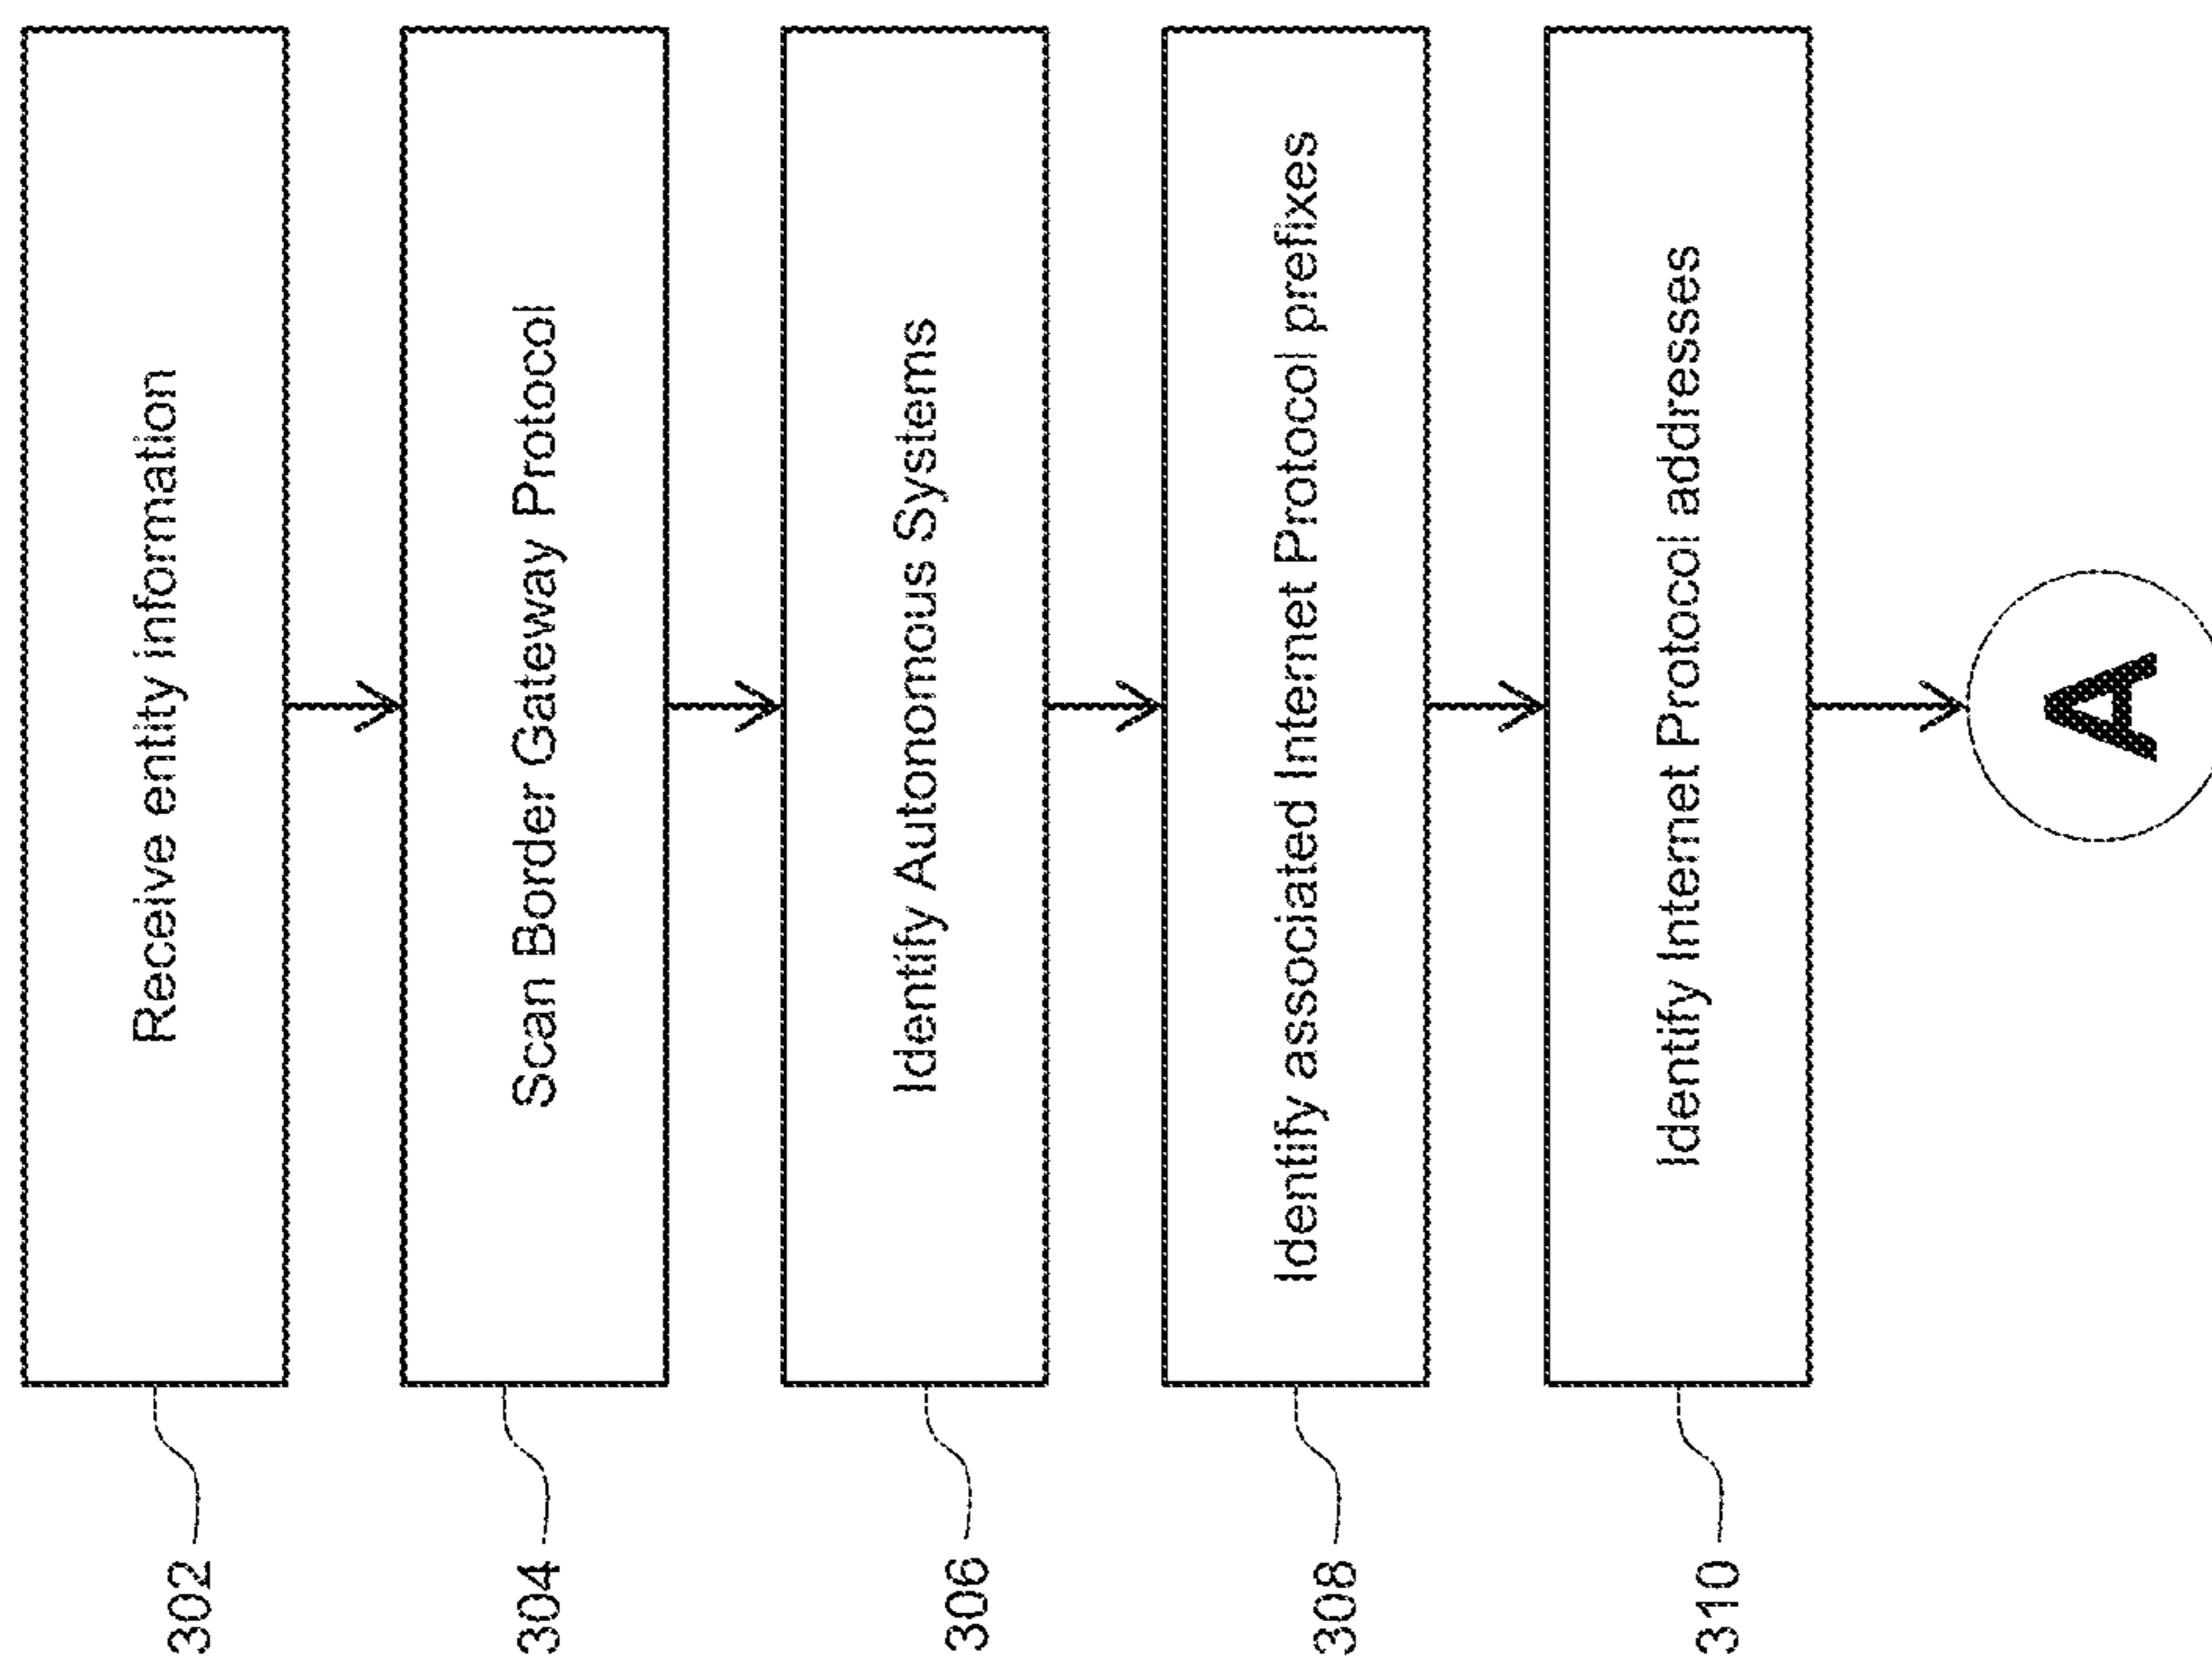 302
Receive entity information
304
Scan Border Gateway Protocol
306
Identify Autonomous Systems
308
Identify associated Internet Protocol prefixes
310
Identify Internet Protocol addresses
A